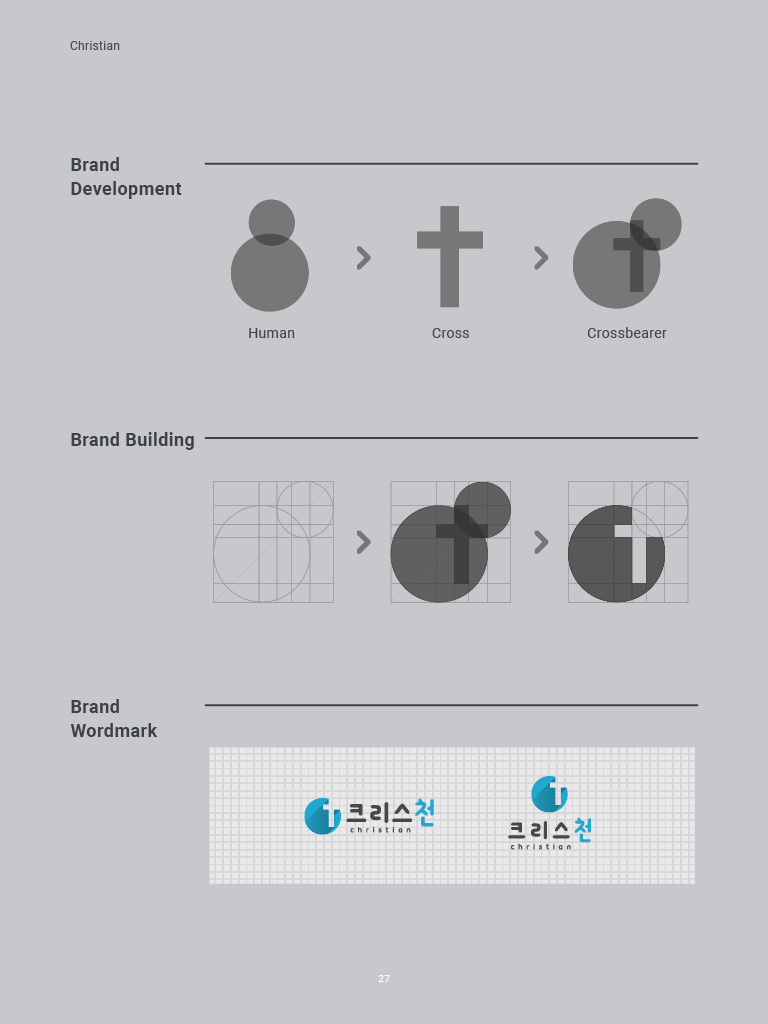 Christian
Brand
Development
Human
Cross
Crossbearer
Brand Building
Brand
Wordmark
크리스천
christian
크리스천
christian
27